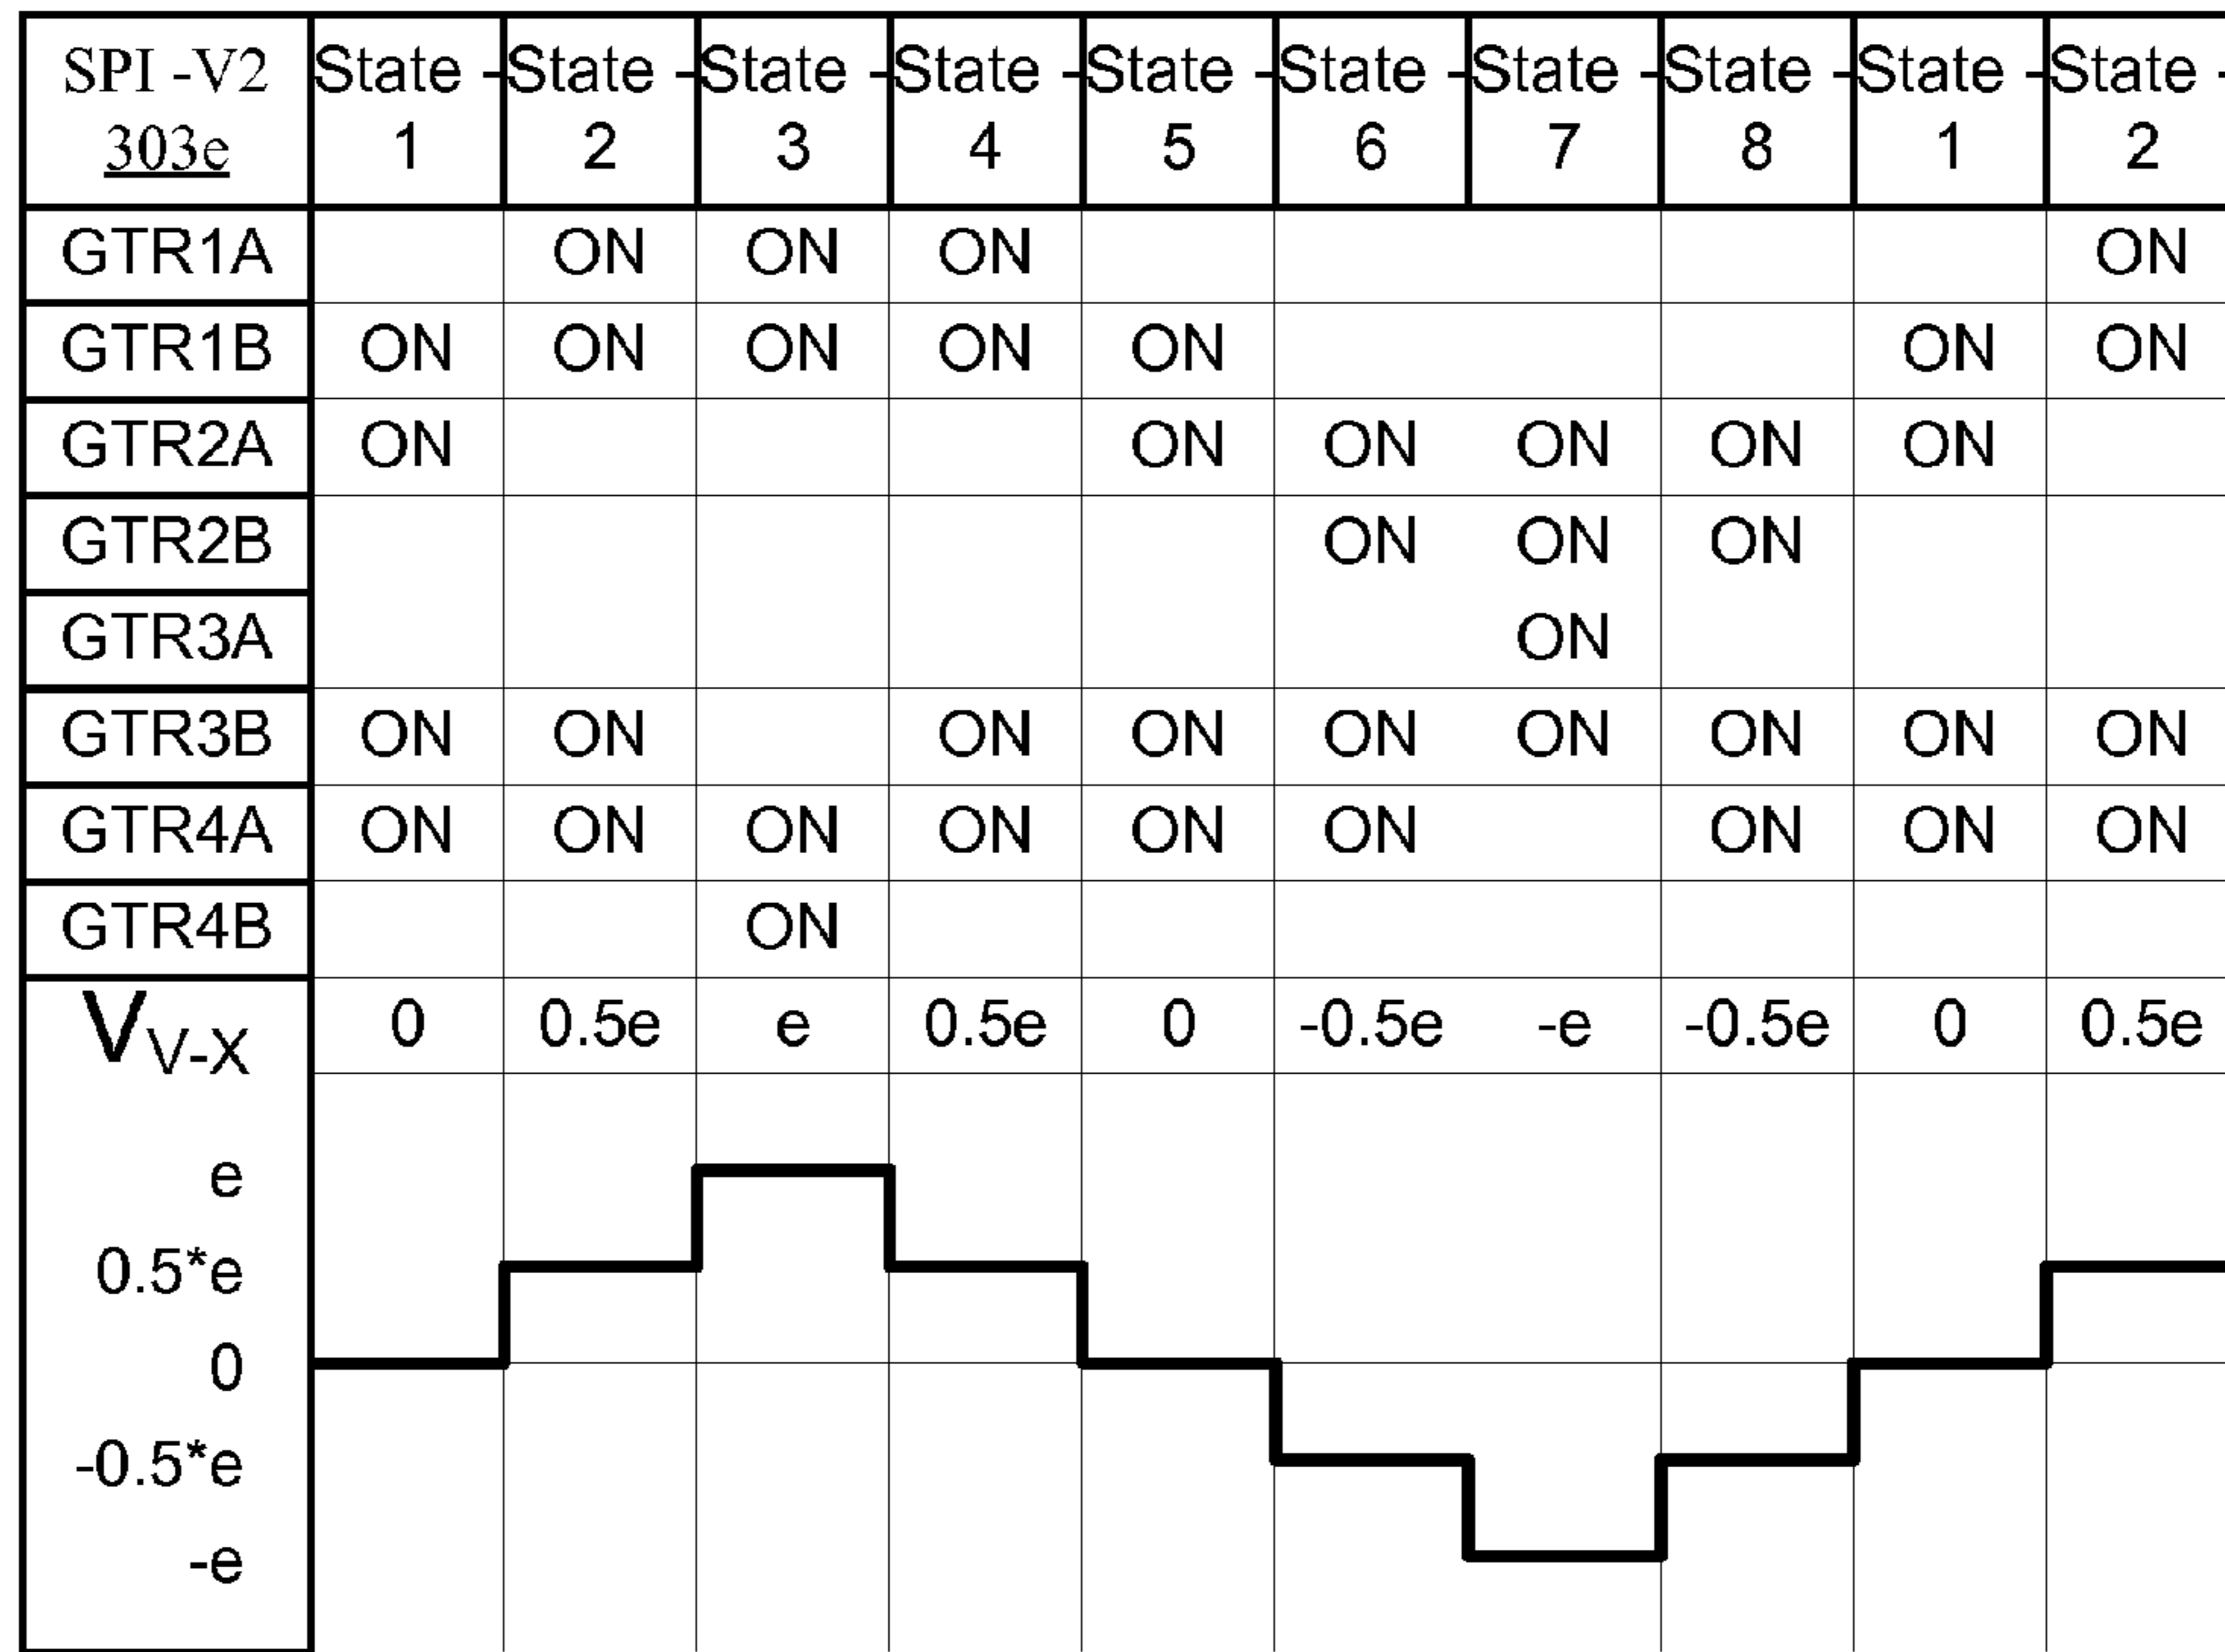 SPI -V2 State - State - State - State - State - State - State - State - State - State -
303e 1 2 3 4 5 6 7 8 1 2
GTR1A ON ON ON ON
GTR1B ON ON ON ON ON ON ON
GTR2A ON ON ON ON ON ON
GTR2B ON ON ON
GTR3A ON
GTR3B ON ON ON ON ON ON ON ON ON
GTR4A ON ON ON ON ON ON ON ON ON
GTR4B ON
VV-X 0 0.5e e 0.5e 0 -0.5e -e -0.5e 0 0.5e
e
0.5*e
0
-0.5*e
-e